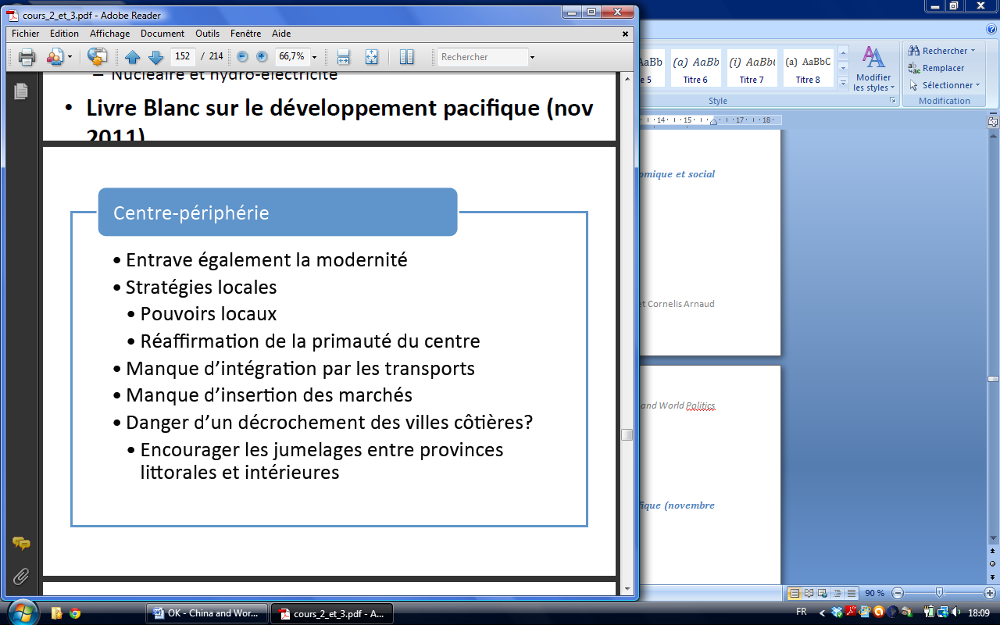 cours_2_et_3.pdf - Adobe Reader
Fichier Edition Affichage Document Outils Fenêtre Aide
152 / 214 66,7% Rechercher
– Nucléaire et hydro-électricité
• Livre Blanc sur le développement pacifique (nov
2011)
Centre-périphérie
• Entrave également la modernité
• Stratégies locales
• Pouvoirs locaux
• Réaffirmation de la primauté du centre
• Manque d’intégration par les transports
• Manque d’insertion des marchés
• Danger d’un décrochement des villes côtières?
• Encourager les jumelages entre provinces
littorales et intérieures
AaBb (a) AaBb (i) AaBb( (a) AaBbC
e 5 Titre 6 Titre 7 Titre 8
Modifier
les styles
Rechercher
Remplacer
Sélectionner
Style Modification
14 15 17 18
omique et social
et Cornelis Arnaud
and World Politics
fique (novembre
90 %
OK - China and Wor... cours_2_et_3.pdf - A... FR 18:09